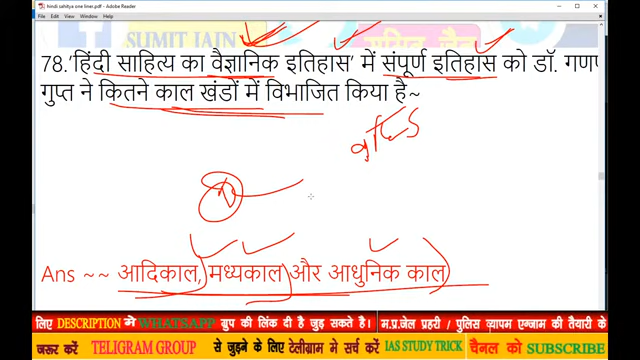 hindi sahitya one lines.pdf - Adobe Reader
File Edit View Window Help
SUMIT JAIN
78.'हिंदी साहित्य का वैज्ञानिक इतिहास' में संपूर्ण इतिहास को डॉ. गणप
गुप्त ने कितने काल खंडों में विभाजित किया है~
Ans ~~ आदिकाल, मध्यकाल और आधुनिक काल
लिए DESCRIPTION मे WHATSAPP ग्रुप की लिंक दी है जुड़ सकते है। म.प्र.जेल प्रहरी / पुलिस व्यापम एग्जाम की तैयारी के
जरूर करें TELIGRAM GROUP से जुड़ने के लिए टेलीग्राम में सर्च करें IAS STUDY TRICK चैनल को SUBSCRIBE